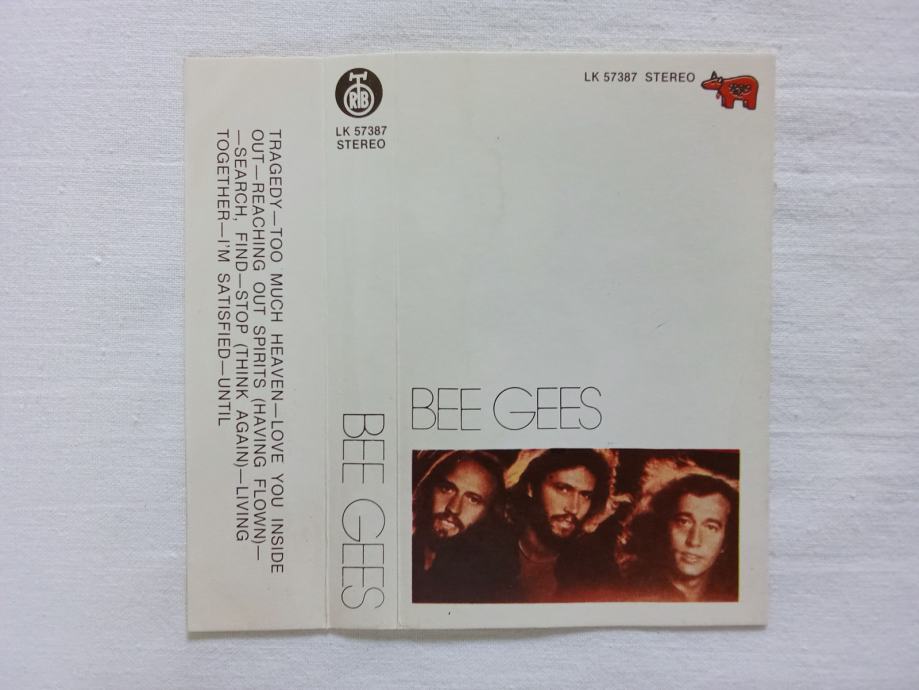 TRAGEDY—TOO MUCH HEAVEN—LOVE YOU INSIDE
OUT—REACHING OUT SPIRITS (HAVING FLOWN)—
—SEARCH, FIND—STOP (THINK AGAIN)—LIVING
TOGETHER—I'M SATISFIED—UNTIL
RTB
LK 57387
STEREO
BEE GEES
LK 57387 STEREO
BEE GEES